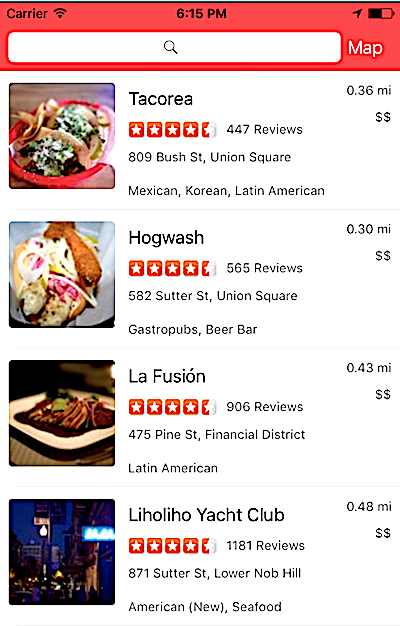 Carrier 6:15 PM
Map
Tacorea 0.36 mi
447 Reviews $$
809 Bush St, Union Square
Mexican, Korean, Latin American
Hogwash 0.30 mi
565 Reviews $$
582 Sutter St, Union Square
Gastropubs, Beer Bar
La Fusión 0.43 mi
906 Reviews $$
475 Pine St, Financial District
Latin American
Liholiho Yacht Club 0.48 mi
1181 Reviews $$
871 Sutter St, Lower Nob Hill
American (New), Seafood